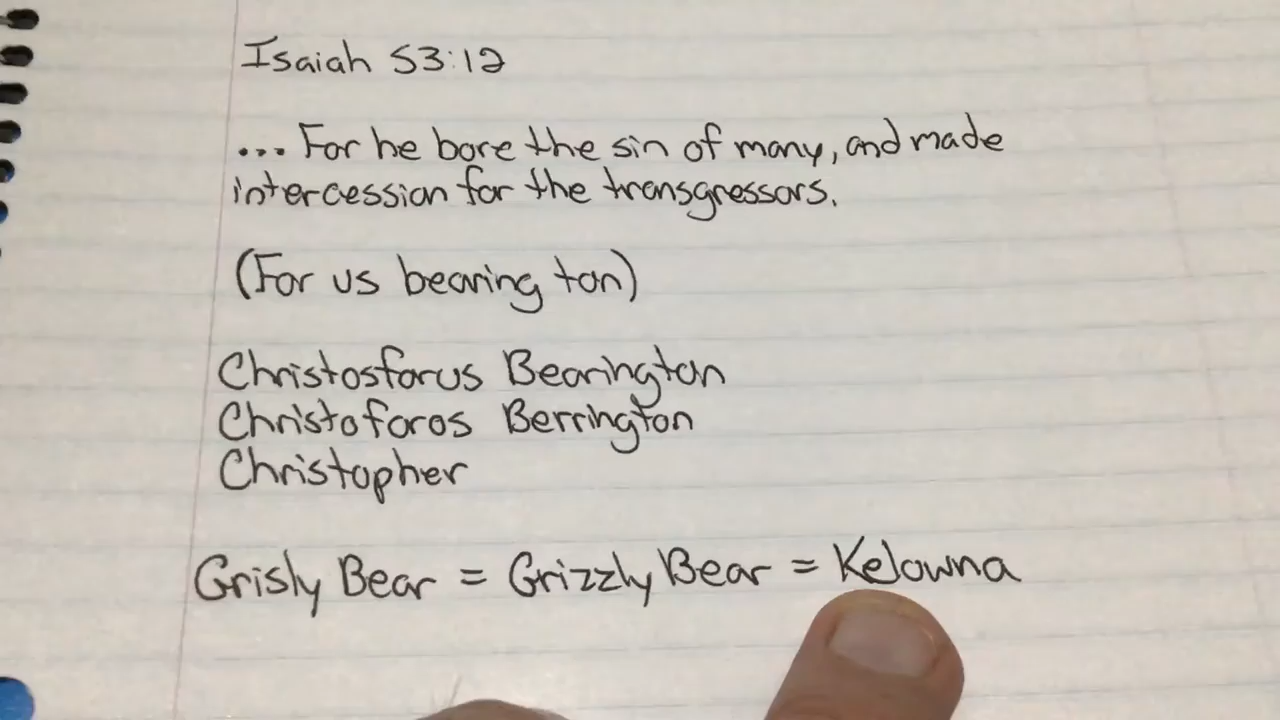 Isaiah 53:12
... For he bore the sin of many, and made
intercession for the transgressors.
(For us bearing ton)
Christosforus Bearington
Christoforos Berrington
Christopher
Grisly Bear = Grizzly Bear = Kelowna